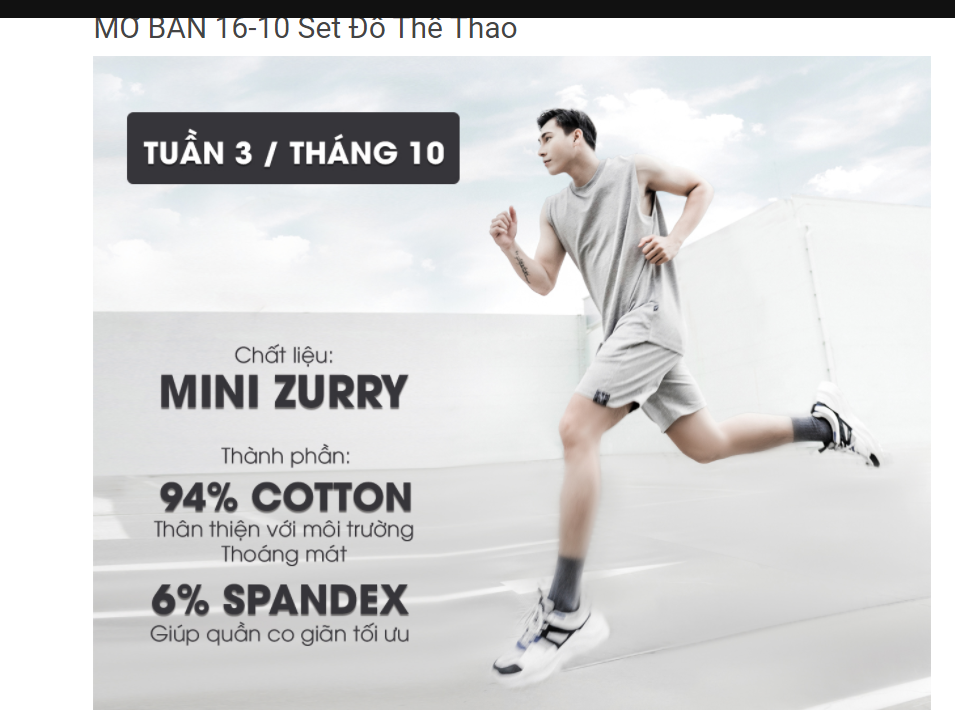 MỞ BÁN 16-10 Set Đồ Thể Thao
TUẦN 3 / THÁNG 10
Chất liệu:
MINI ZURRY
Thành phần:
94% COTTON
Thân thiện với môi trường
Thoáng mát
6% SPANDEX
Giúp quần co giãn tối ưu